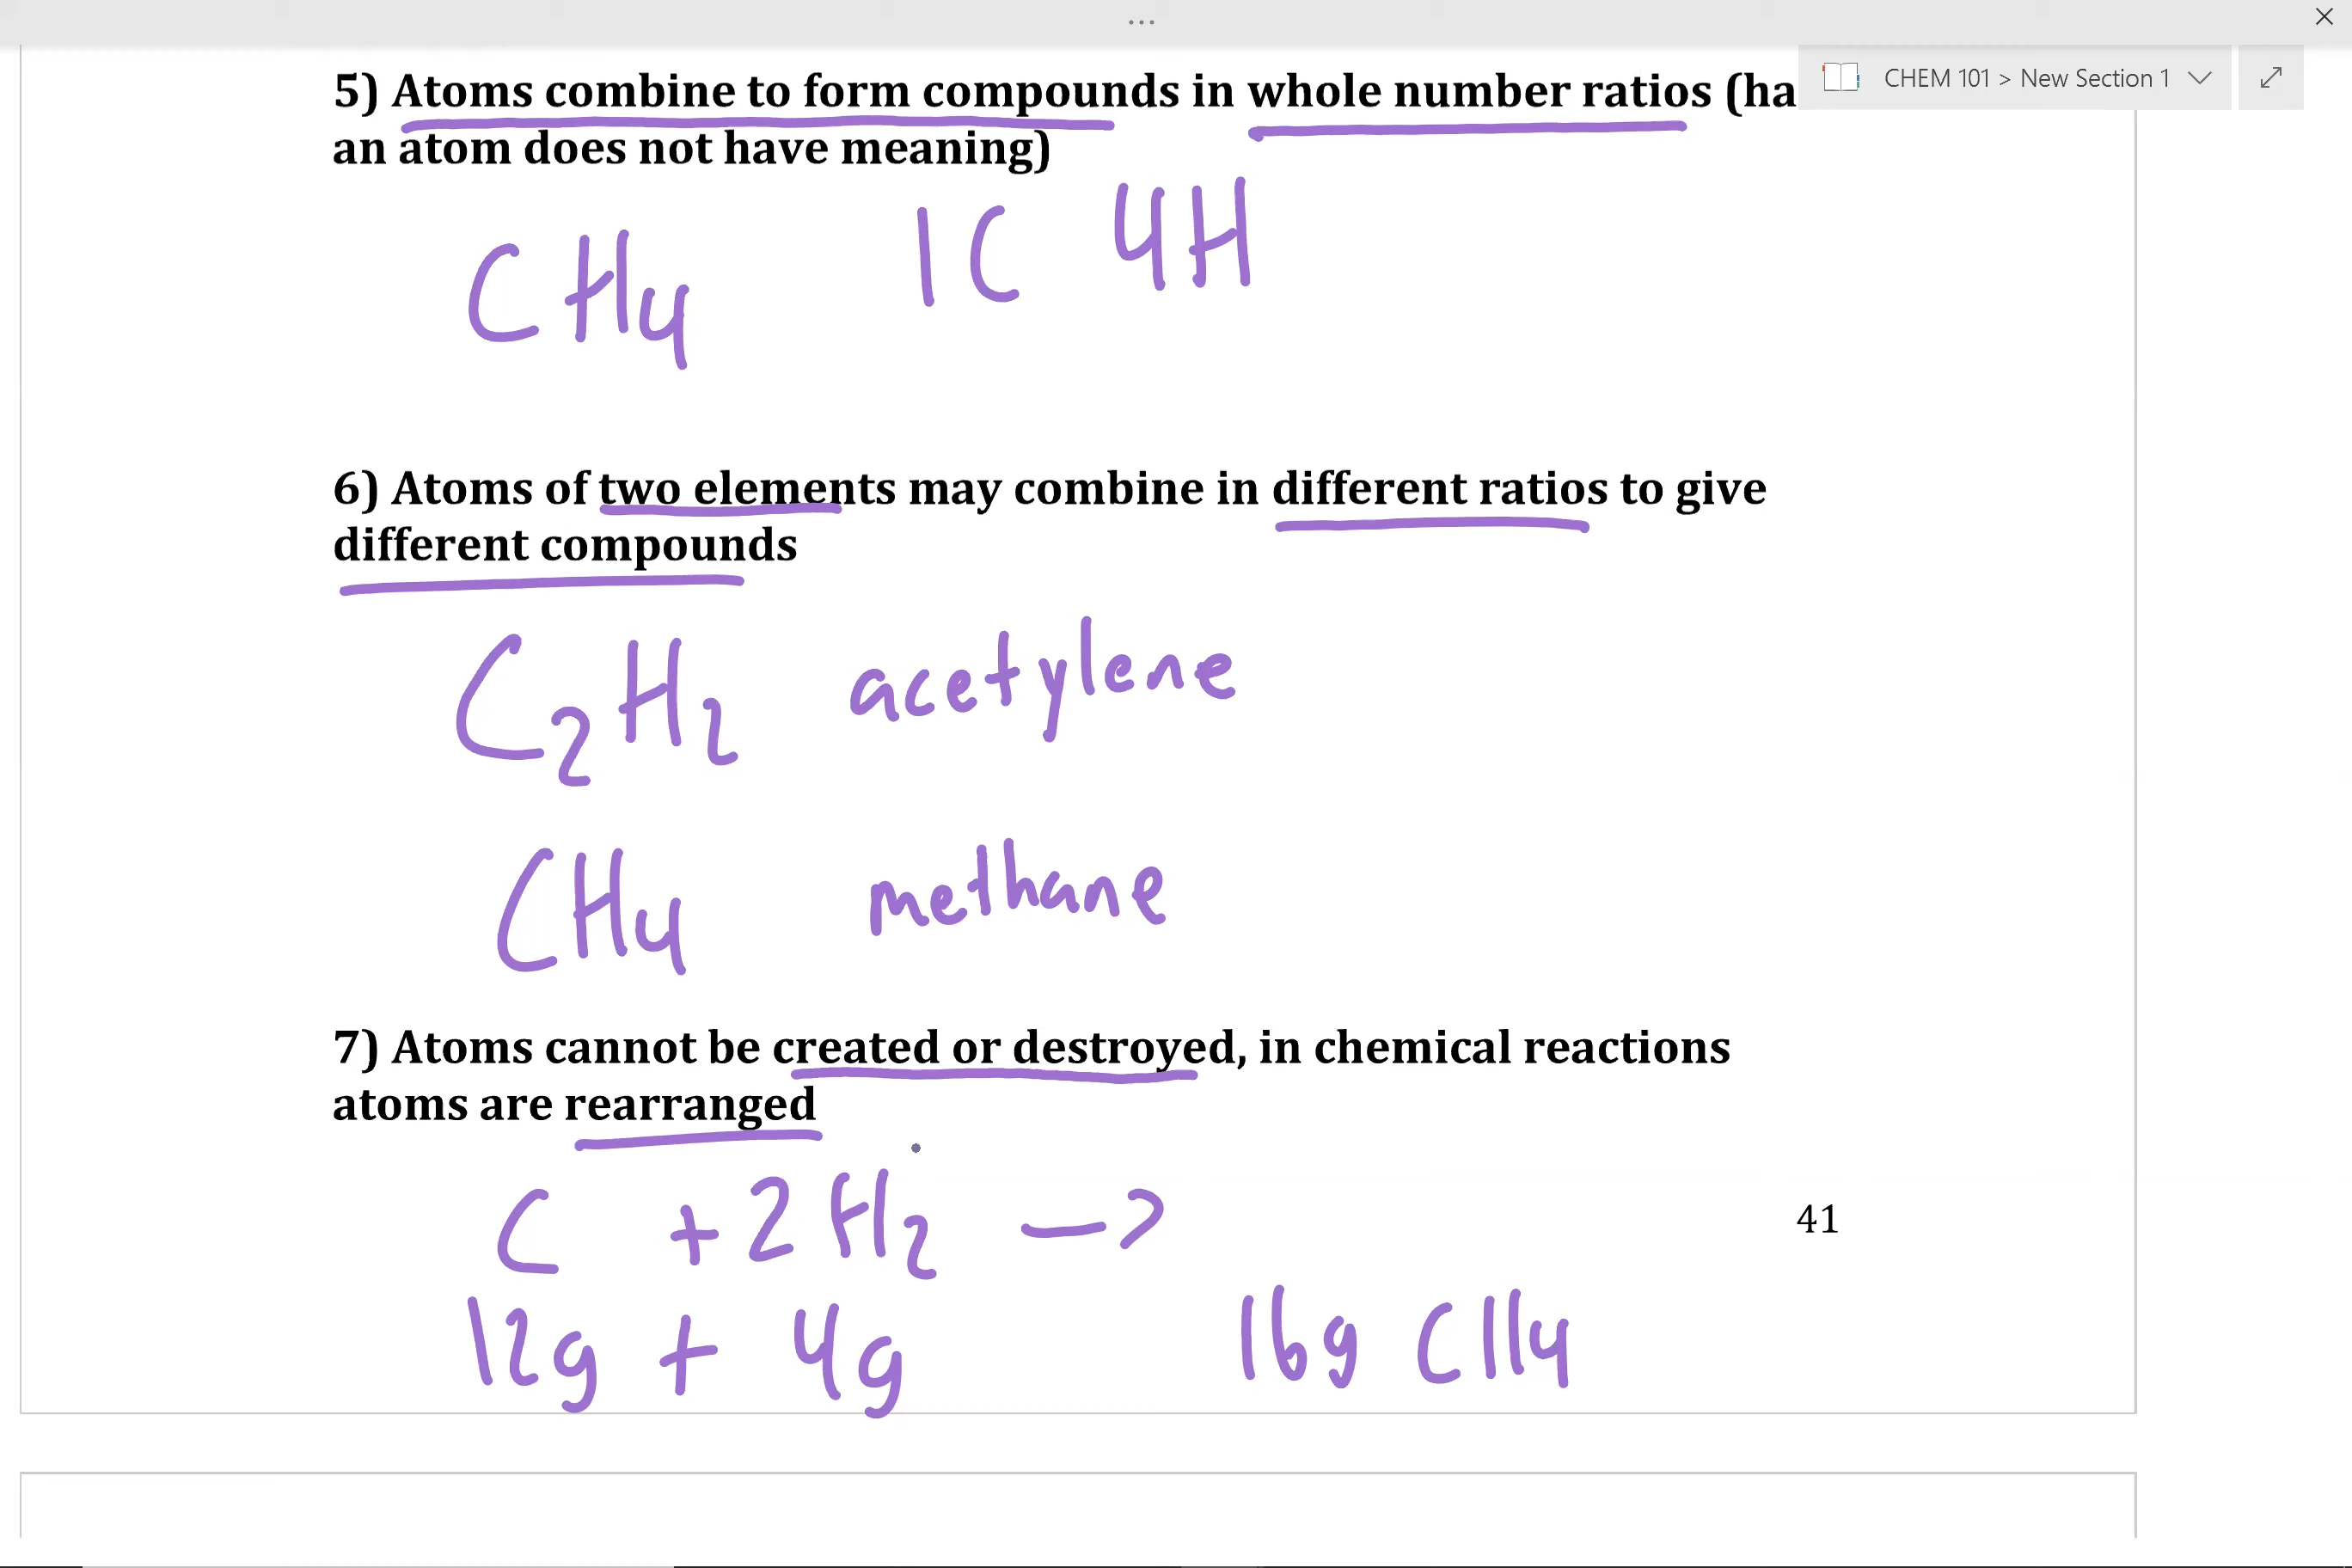 ...
CHEM 101 > New Section 1
5) Atoms combine to form compounds in whole number ratios (ha
an atom does not have meaning)
CH4 1C 4H
6) Atoms of two elements may combine in different ratios to give
different compounds
C2H2 acetylene
CH4 methane
7) Atoms cannot be created or destroyed, in chemical reactions
atoms are rearranged
C + 2H2 ->
41
12g + 4g 16g CH4